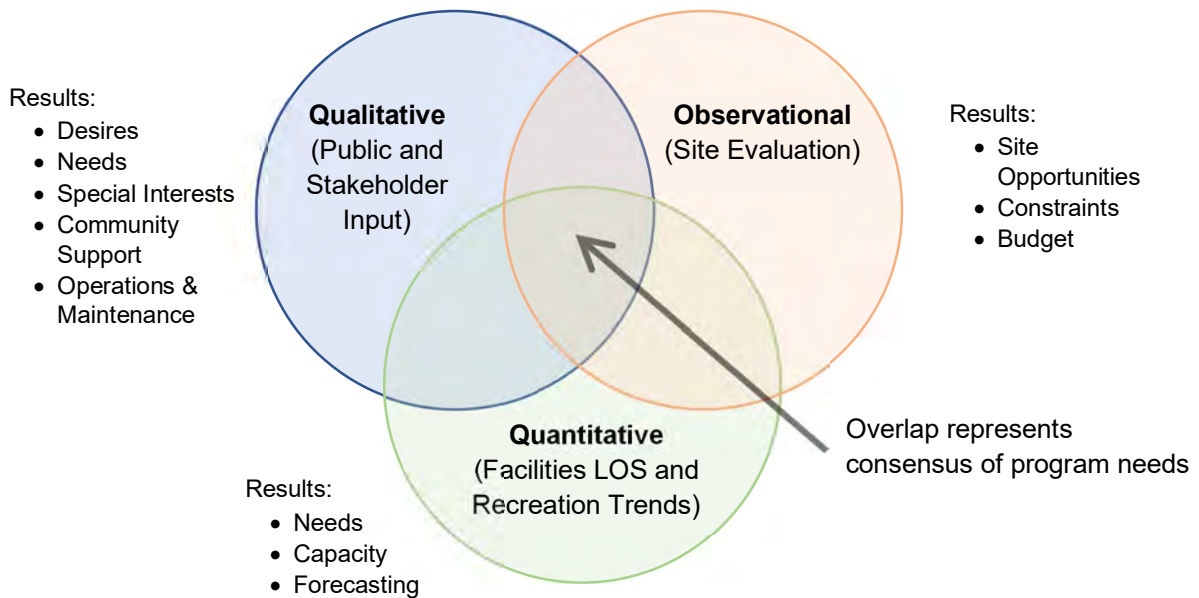 Results:
• Desires
• Needs
• Special Interests
• Community
Support
• Operations &
Maintenance
Qualitative
(Public and
Stakeholder
Input)
Observational
(Site Evaluation)
Results:
• Site
Opportunities
• Constraints
• Budget
Quantitative
(Facilities LOS and
Recreation Trends)
Overlap represents
consensus of program needs
Results:
• Needs
• Capacity
• Forecasting